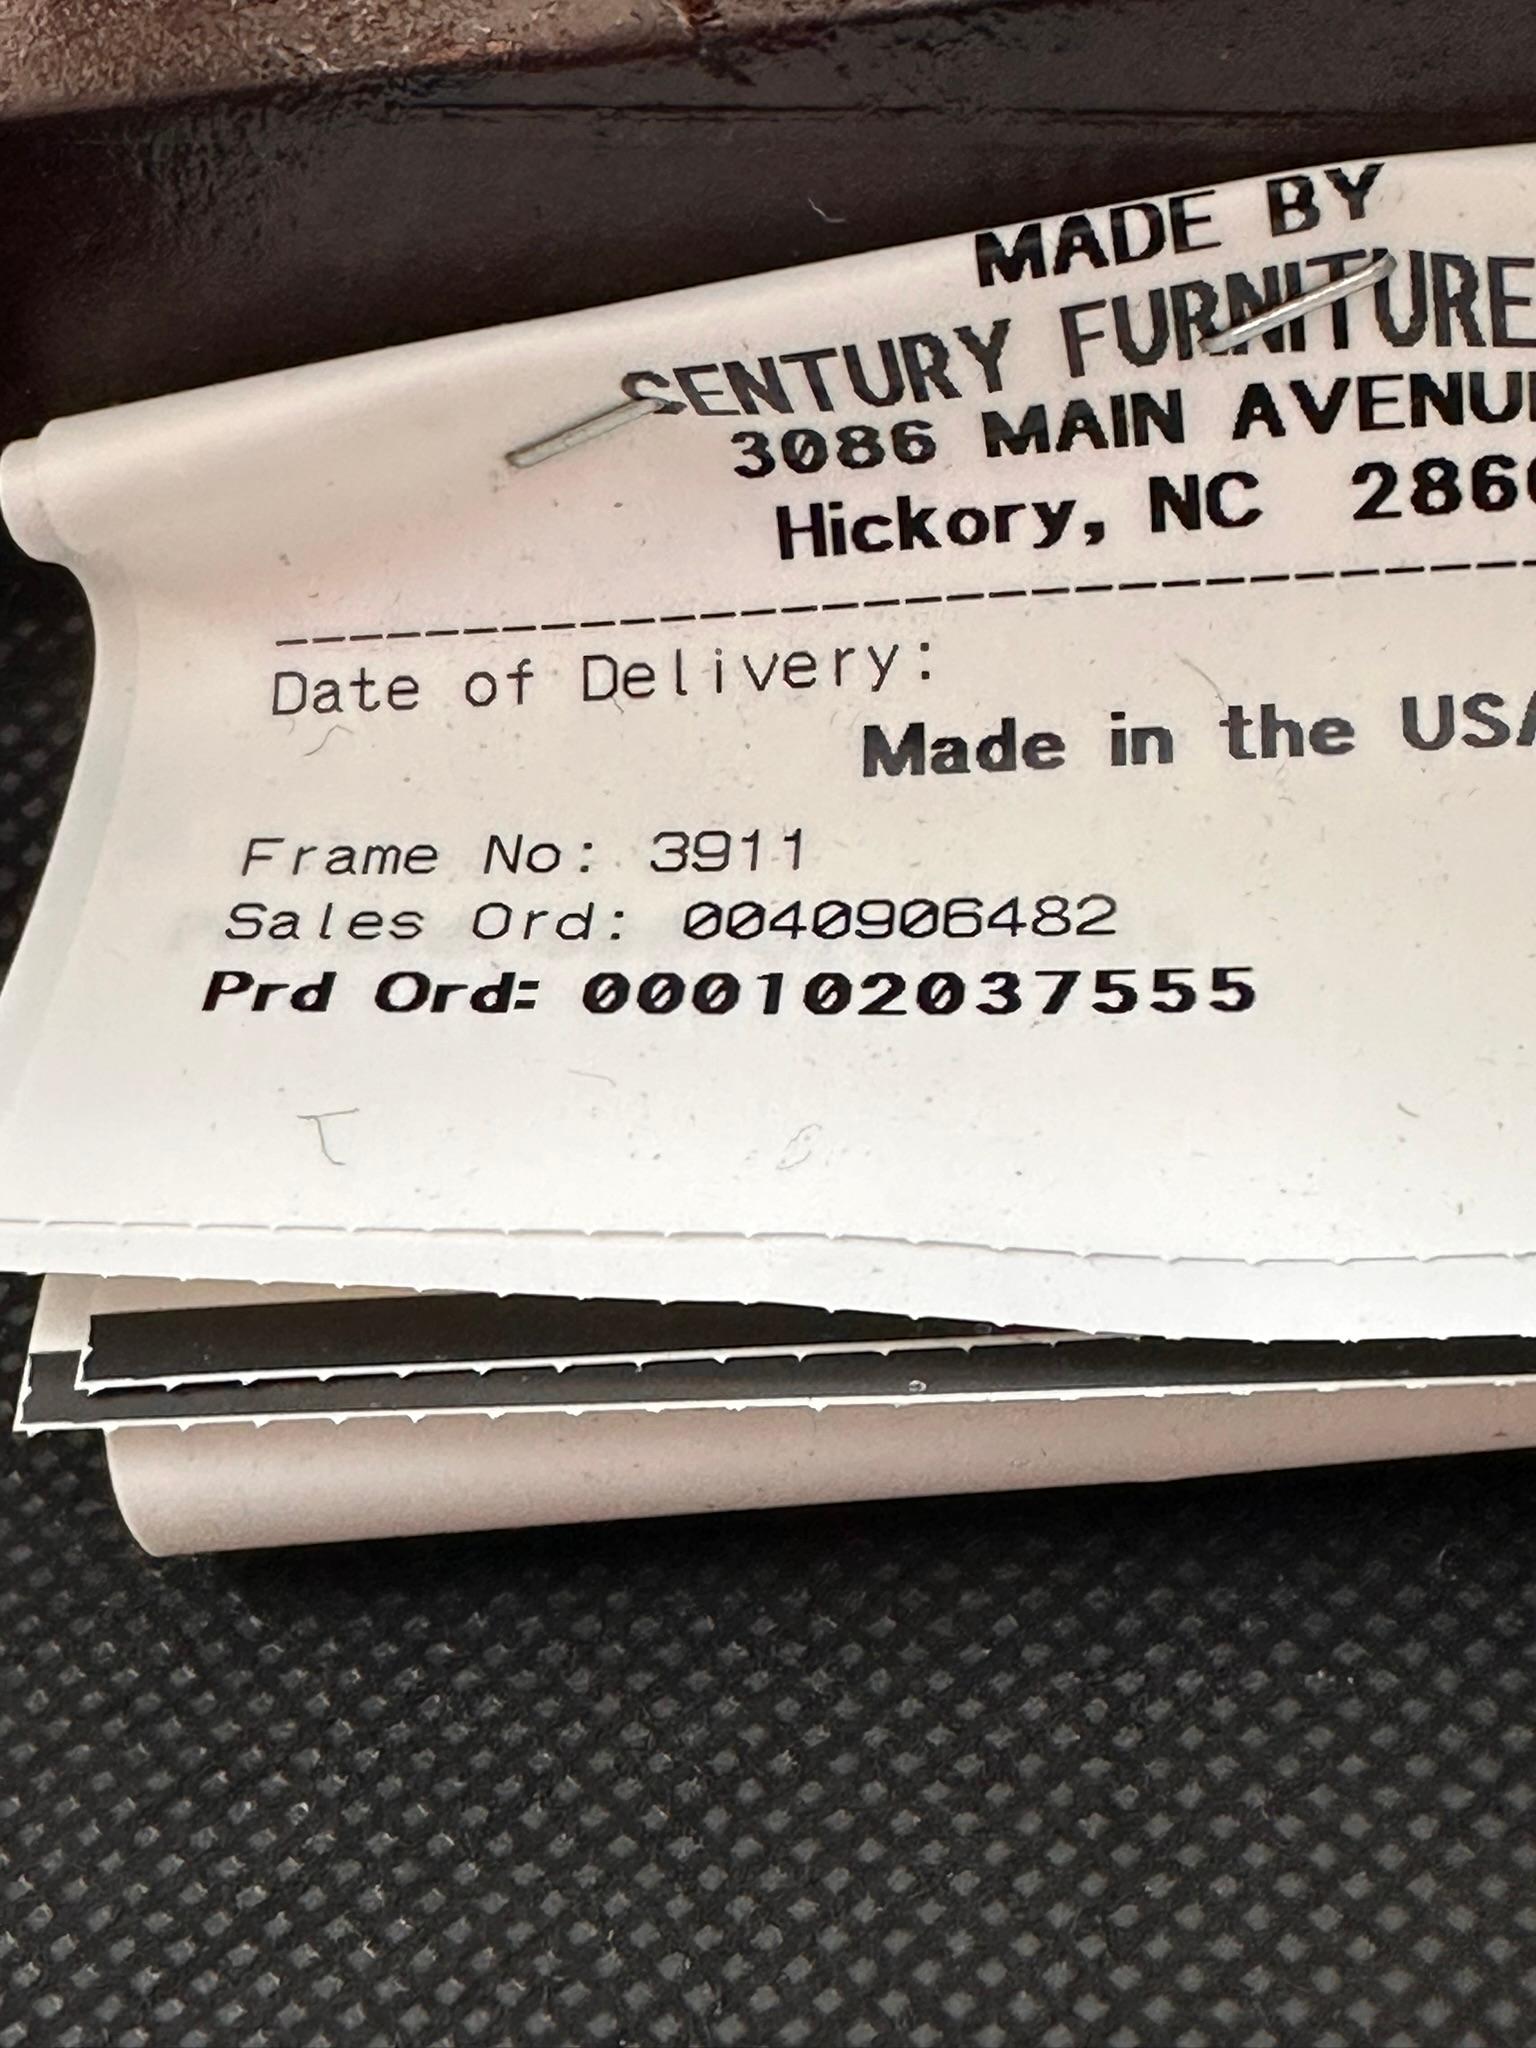 MADE BY
CENTURY FURNITURE
3086 MAIN AVENU
Hickory, NC 286
Date of Delivery:
Made in the USA
Frame No: 3911
Sales Ord: 0040906482
Prd Ord: 000102037555